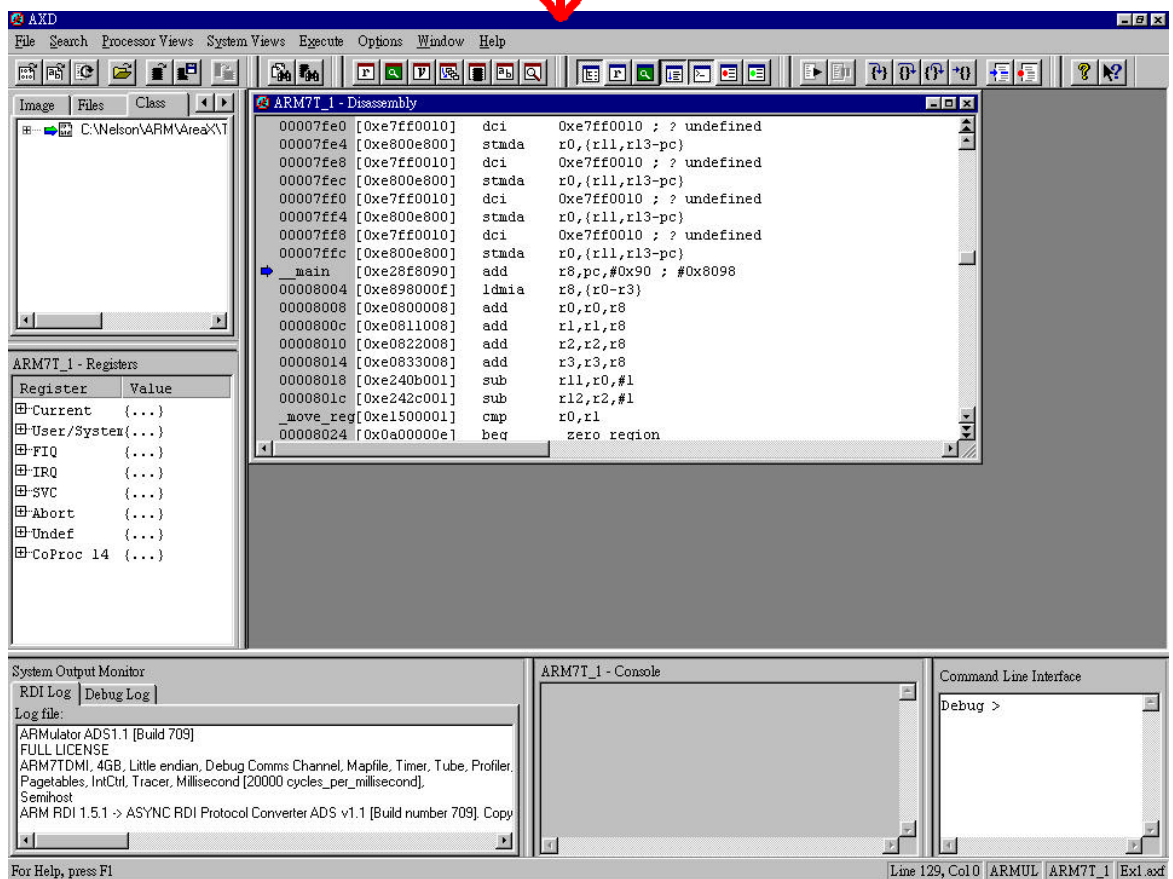 AXD
File Search Processor Views System Views Execute Options Window Help
Image Files Class
C:\Nelson\ARM\AreaX\T
ARM7T_1 - Disassembly
00007fe0 [0xe7ff0010] dci 0xe7ff0010 ; ? undefined
00007fe4 [0xe800e800] stmda r0,{r11,r13-pc}
00007fe8 [0xe7ff0010] dci 0xe7ff0010 ; ? undefined
00007fec [0xe800e800] stmda r0,{r11,r13-pc}
00007ff0 [0xe7ff0010] dci 0xe7ff0010 ; ? undefined
00007ff4 [0xe800e800] stmda r0,{r11,r13-pc}
00007ff8 [0xe7ff0010] dci 0xe7ff0010 ; ? undefined
00007ffc [0xe800e800] stmda r0,{r11,r13-pc}
__main [0xe28f8090] add r8,pc,#0x90 ; #0x8098
00008004 [0xe898000f] ldmia r8,{r0-r3}
00008008 [0xe0800008] add r0,r0,r8
0000800c [0xe0811008] add r1,r1,r8
00008010 [0xe0822008] add r2,r2,r8
00008014 [0xe0833008] add r3,r3,r8
00008018 [0xe240b001] sub r11,r0,#1
0000801c [0xe242c001] sub r12,r2,#1
_move_reg[0xe1500001] cmp r0,r1
00008024 [0x0a00000e] beq _zero_region
ARM7T_1 - Registers
Register Value
Current {...}
User/System{...}
FIQ {...}
IRQ {...}
SVC {...}
Abort {...}
Undef {...}
CoProc 14 {...}
System Output Monitor
RDI Log Debug Log
Log file:
ARMulator ADS1.1 [Build 709]
FULL LICENSE
ARM7TDMI, 4GB, Little endian, Debug Comms Channel, Mapfile, Timer, Tube, Profiler,
Pagetables, IntCtrl, Tracer, Millisecond [20000 cycles_per_millisecond],
Semihost
ARM RDI 1.5.1 -> ASYNC RDI Protocol Converter ADS v1.1 [Build number 709]. Copy
ARM7T_1 - Console
Command Line Interface
Debug >
For Help, press F1
Line 129, Col 0 ARMUL ARM7T_1 Ex1.axf